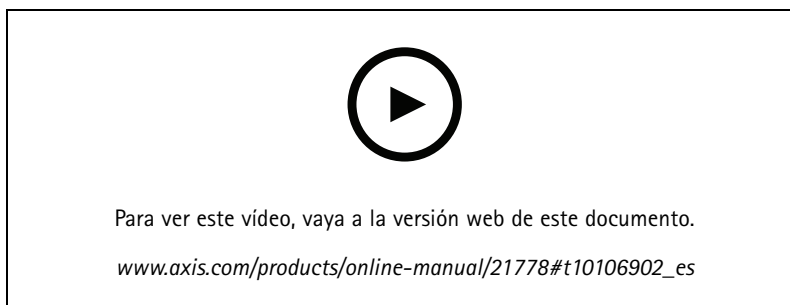 Para ver este vídeo, vaya a la versión web de este documento.
www.axis.com/products/online-manual/21778#t10106902_es